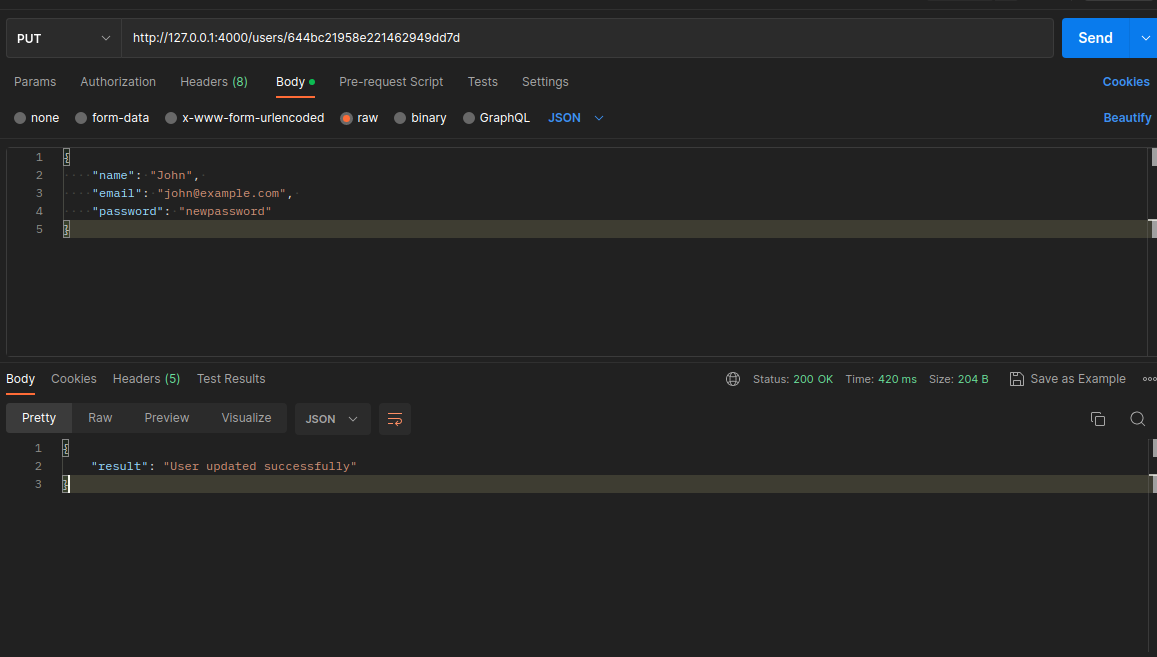 PUT http://127.0.0.1:4000/users/644bc21958e221462949dd7d Send
Params Authorization Headers (8) Body Pre-request Script Tests Settings Cookies
none form-data x-www-form-urlencoded raw binary GraphQL JSON Beautify
1 {
2 "name": "John",
3 "email": "john@example.com",
4 "password": "newpassword"
5 }
Body Cookies Headers (5) Test Results Status: 200 OK Time: 420 ms Size: 204 B Save as Example
Pretty Raw Preview Visualize JSON
1 {
2 "result": "User updated successfully"
3 }